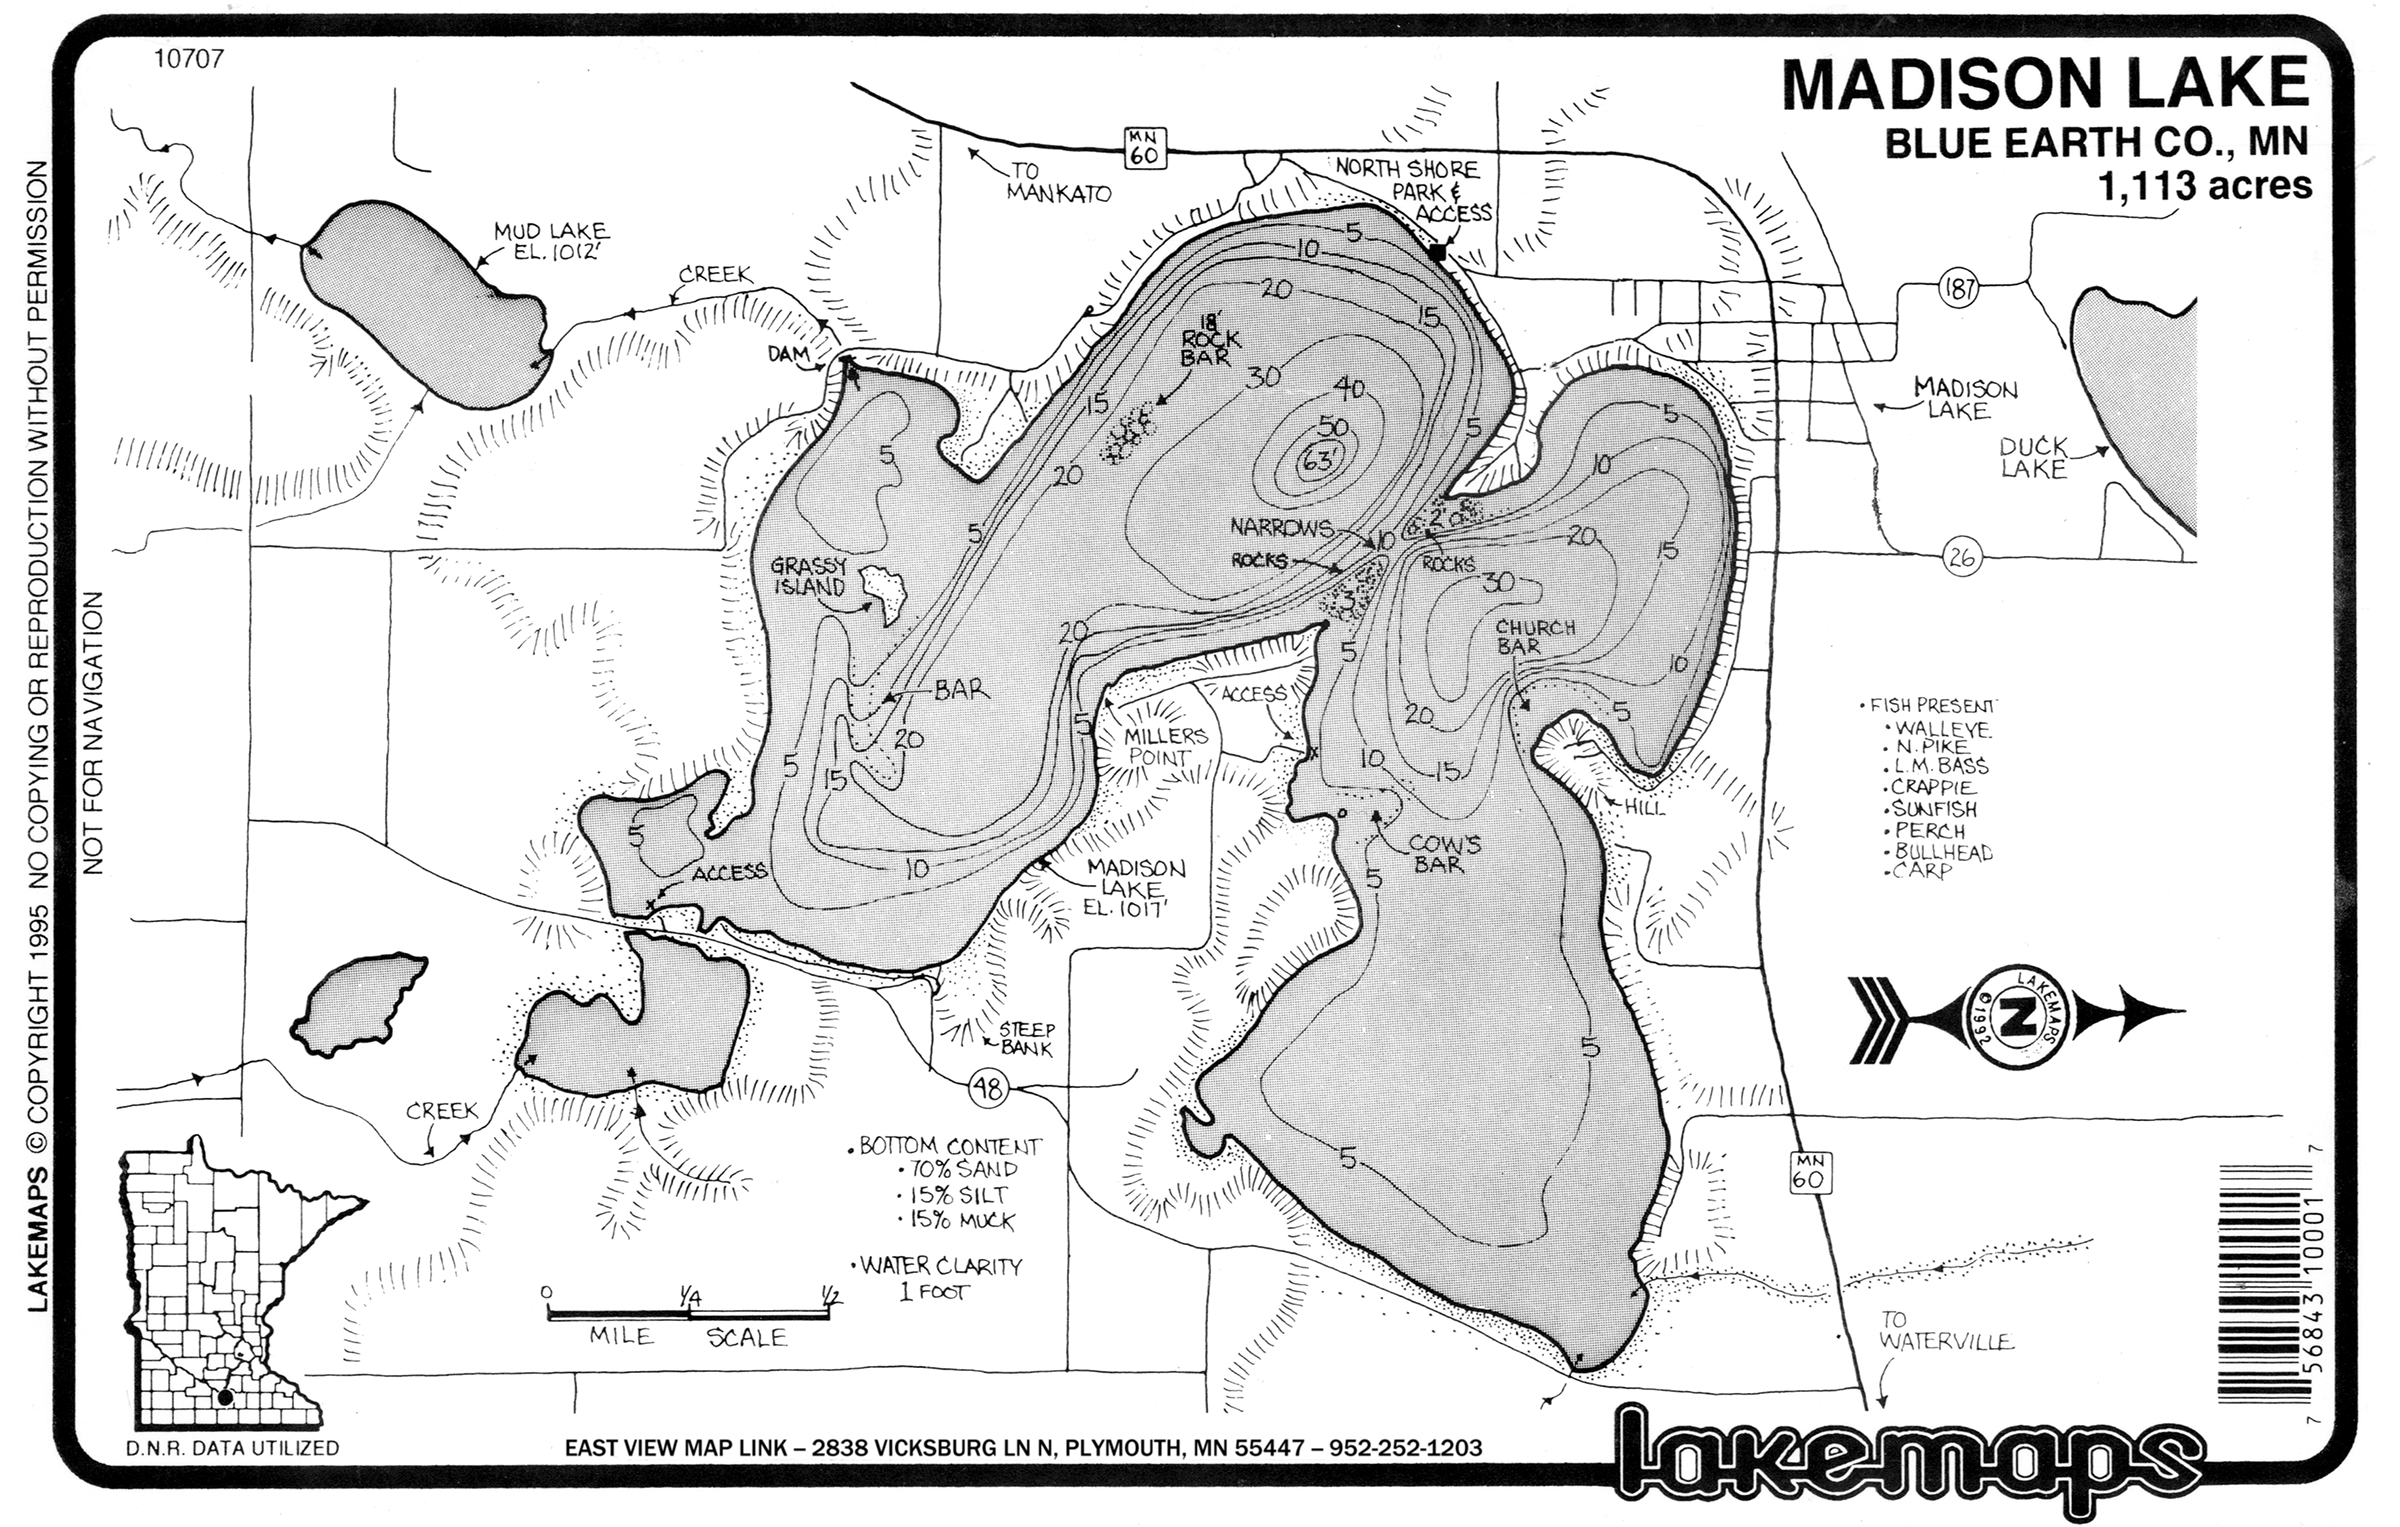 10707
MADISON LAKE
BLUE EARTH CO., MN
1,113 acres
LAKEMAPS © COPYRIGHT 1995 NO COPYING OR REPRODUCTION WITHOUT PERMISSION
NOT FOR NAVIGATION
MN
60
TO
MANKATO
NORTH SHORE
PARK &
ACCESS
MUD LAKE
EL. 1012'
CREEK
DAM
187
MADISON
LAKE
DUCK
LAKE
26
5
10
20
15
18'
ROCK
BAR
30
40
50
63'
15
20
5
5
5
5
10
15
20
30
NARROWS
10
2'
ROCKS
ROCKS
3'
GRASSY
ISLAND
CHURCH
BAR
10
5
20
5
BAR
20
5
ACCESS
MILLERS
POINT
5
15
20
10
15
HILL
COW'S
BAR
5
5
ACCESS
10
MADISON
LAKE
EL. 1017'
STEEP
BANK
48
5
5
CREEK
• FISH PRESENT
• WALLEYE
• N. PIKE
• L.M. BASS
• CRAPPIE
• SUNFISH
• PERCH
• BULLHEAD
• CARP
LAKEMAPS
© 1992
N
• BOTTOM CONTENT
• 70% SAND
• 15% SILT
• 15% MUCK
• WATER CLARITY
1 FOOT
0 1/4 1/2
MILE SCALE
MN
60
TO
WATERVILLE
7 56843 10001 7
D.N.R. DATA UTILIZED
EAST VIEW MAP LINK – 2838 VICKSBURG LN N, PLYMOUTH, MN 55447 – 952-252-1203
lakemaps